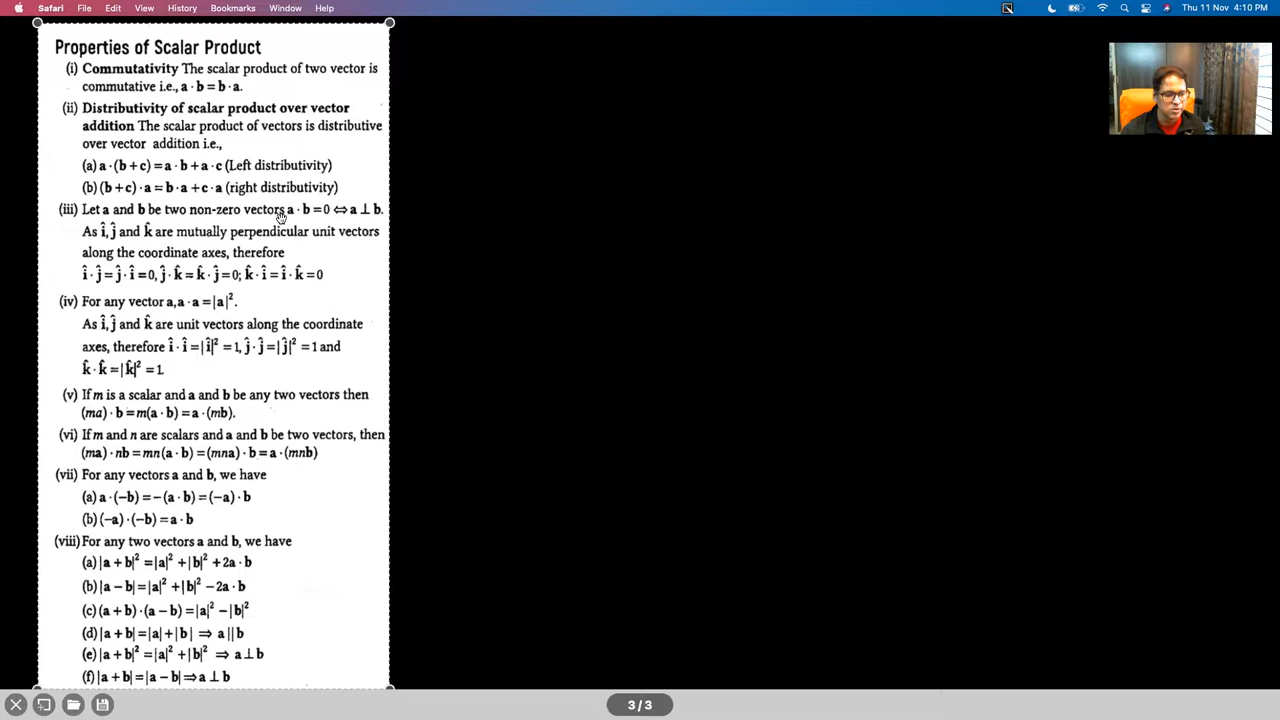 Safari File Edit View History Bookmarks Window Help Thu 11 Nov 4:10 PM
Properties of Scalar Product
(i) Commutativity The scalar product of two vector is
commutative i.e., a · b = b · a.
(ii) Distributivity of scalar product over vector
addition The scalar product of vectors is distributive
over vector addition i.e.,
(a) a · (b + c) = a · b + a · c (Left distributivity)
(b) (b + c) · a = b · a + c · a (right distributivity)
(iii) Let a and b be two non-zero vectors a · b = 0 ⇔ a ⊥ b.
As î, ĵ and k̂ are mutually perpendicular unit vectors
along the coordinate axes, therefore
î · ĵ = ĵ · î = 0, ĵ · k̂ = k̂ · ĵ = 0; k̂ · î = î · k̂ = 0
(iv) For any vector a, a · a = |a|².
As î, ĵ and k̂ are unit vectors along the coordinate
axes, therefore î · î = |î|² = 1, ĵ · ĵ = |ĵ|² = 1 and
k̂ · k̂ = |k̂|² = 1.
(v) If m is a scalar and a and b be any two vectors then
(ma) · b = m(a · b) = a · (mb).
(vi) If m and n are scalars and a and b be two vectors, then
(ma) · nb = mn(a · b) = (mna) · b = a · (mnb)
(vii) For any vectors a and b, we have
(a) a · (−b) = −(a · b) = (−a) · b
(b) (−a) · (−b) = a · b
(viii) For any two vectors a and b, we have
(a) |a + b|² = |a|² + |b|² + 2a · b
(b) |a − b| = |a|² + |b|² − 2a · b
(c) (a + b) · (a − b) = |a|² − |b|²
(d) |a + b| = |a| + |b| ⇒ a || b
(e) |a + b|² = |a|² + |b|² ⇒ a ⊥ b
(f) |a + b| = |a − b| ⇒ a ⊥ b
3 / 3